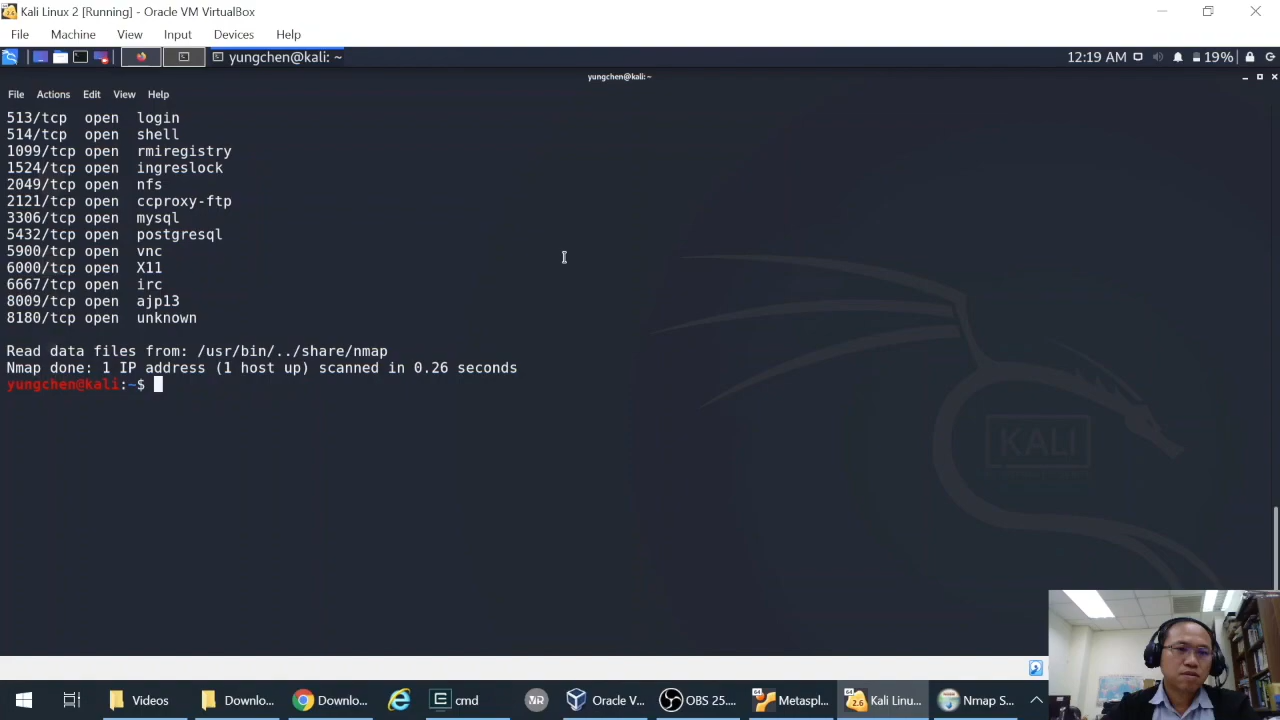 Kali Linux 2 [Running] - Oracle VM VirtualBox
File Machine View Input Devices Help
yungchen@kali: ~
12:19 AM
19%
yungchen@kali: ~
File Actions Edit View Help
513/tcp open login
514/tcp open shell
1099/tcp open rmiregistry
1524/tcp open ingreslock
2049/tcp open nfs
2121/tcp open ccproxy-ftp
3306/tcp open mysql
5432/tcp open postgresql
5900/tcp open vnc
6000/tcp open X11
6667/tcp open irc
8009/tcp open ajp13
8180/tcp open unknown
Read data files from: /usr/bin/../share/nmap
Nmap done: 1 IP address (1 host up) scanned in 0.26 seconds
yungchen@kali:~$
KALI
Videos Downlo... Downlo... cmd Oracle V... OBS 25.... Metaspl... Kali Linu... Nmap S...